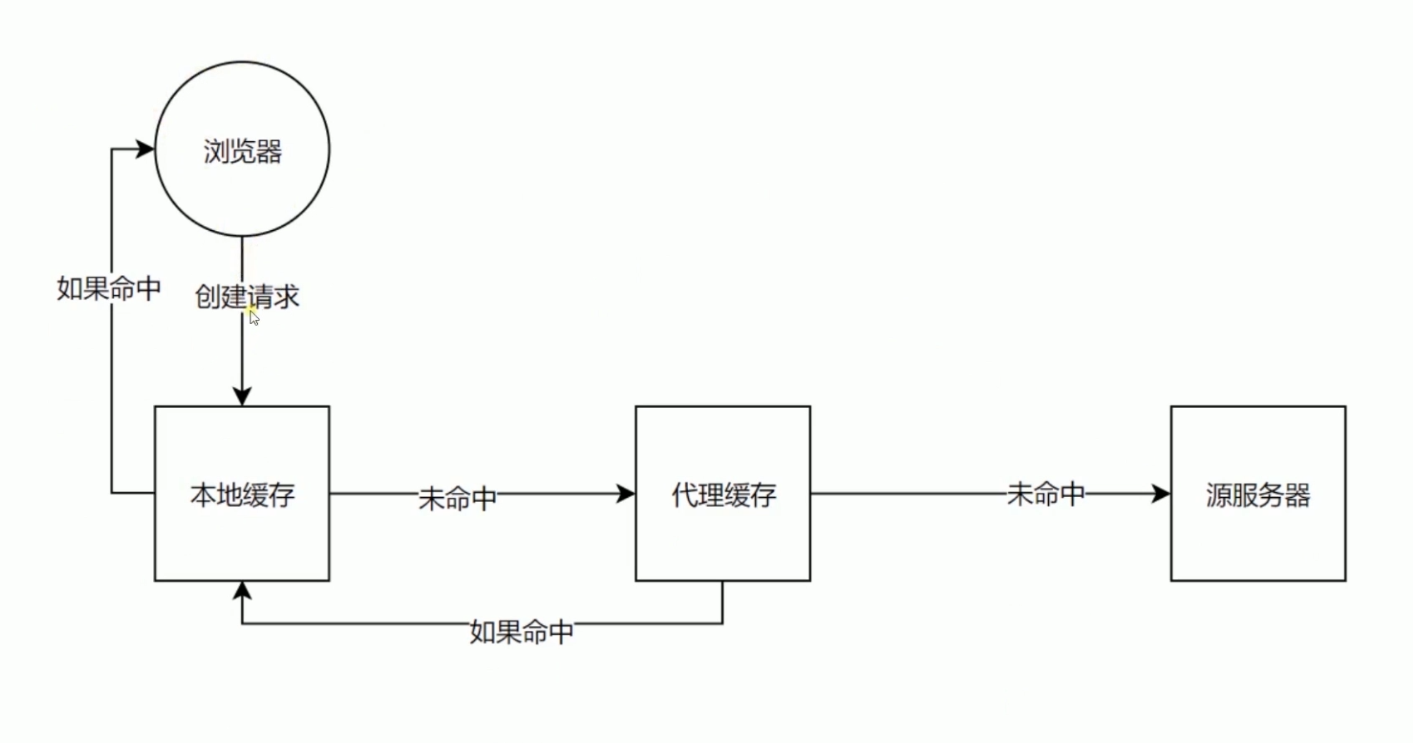 浏览器
如果命中
创建请求
本地缓存
未命中
代理缓存
未命中
源服务器
如果命中